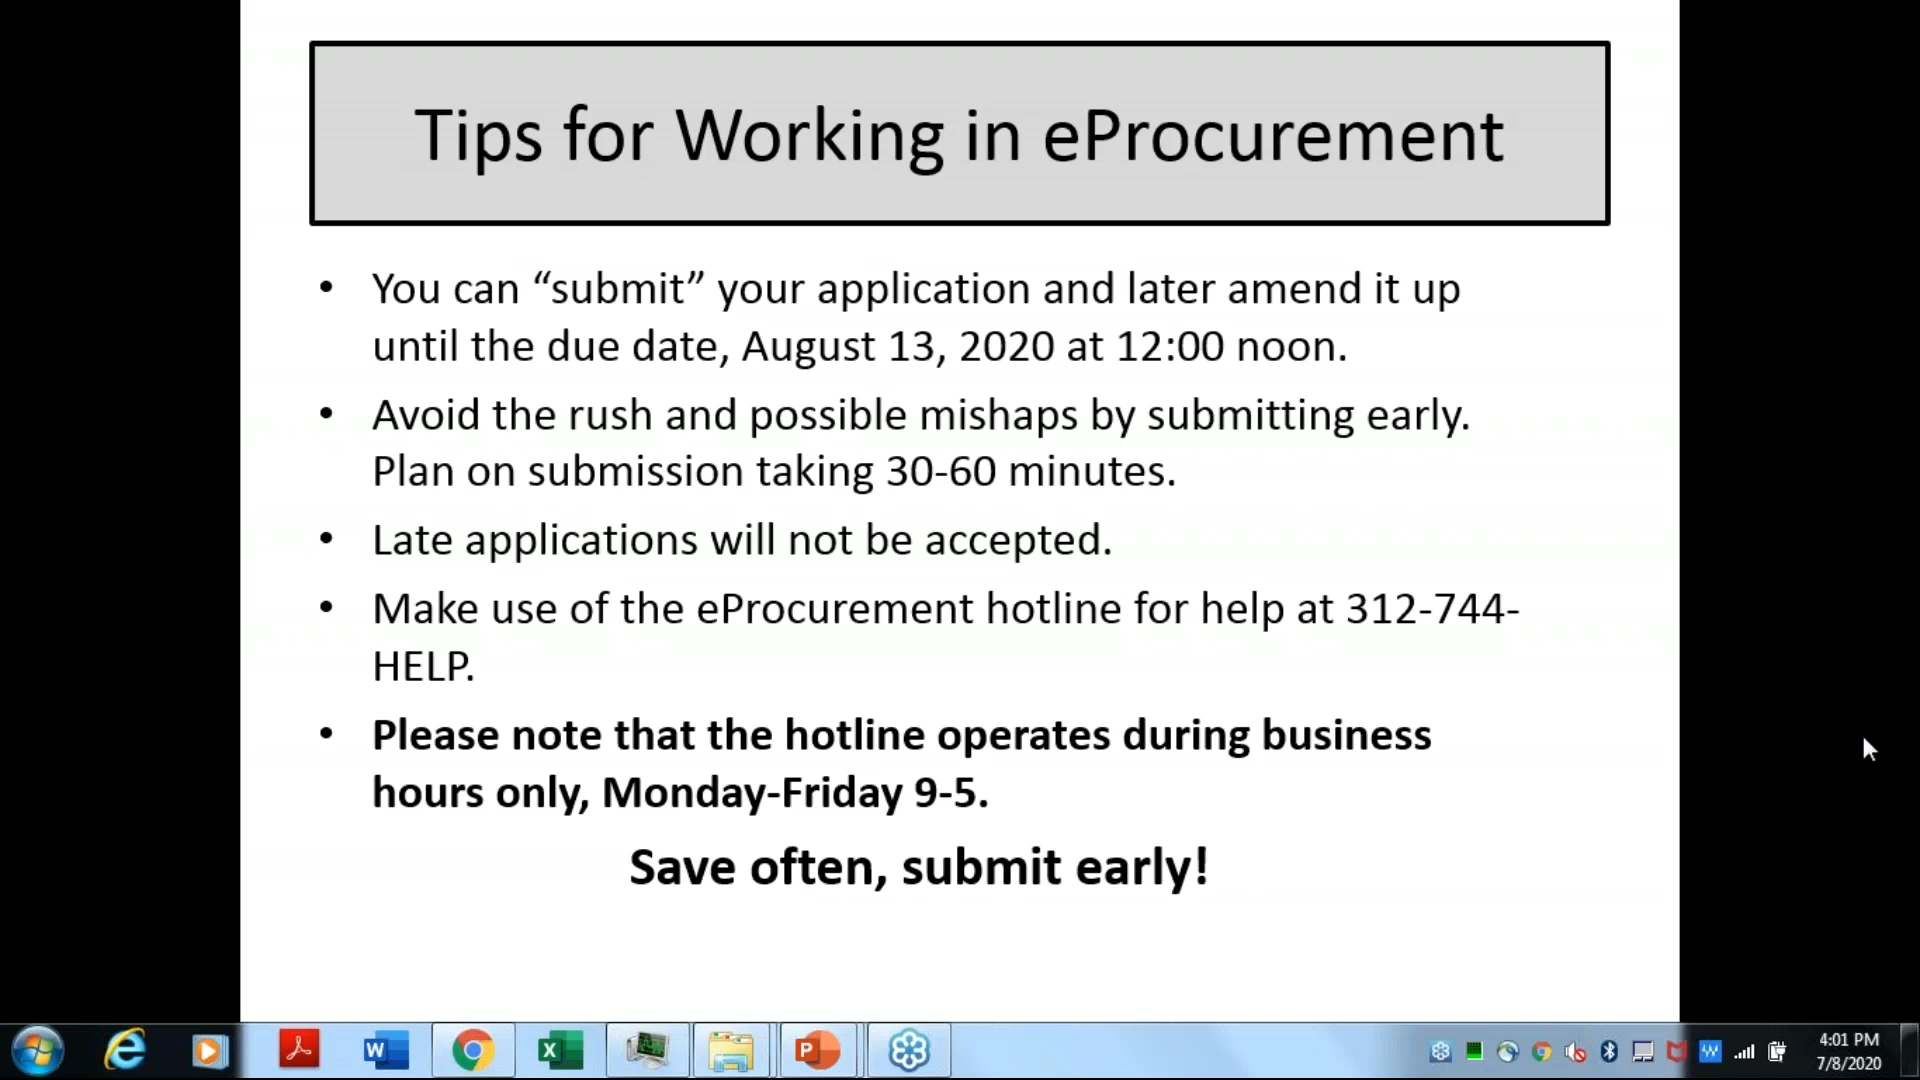 Tips for Working in eProcurement
• You can “submit” your application and later amend it up
until the due date, August 13, 2020 at 12:00 noon.
• Avoid the rush and possible mishaps by submitting early.
Plan on submission taking 30-60 minutes.
• Late applications will not be accepted.
• Make use of the eProcurement hotline for help at 312-744-
HELP.
• Please note that the hotline operates during business
hours only, Monday-Friday 9-5.
Save often, submit early!
4:01 PM
7/8/2020